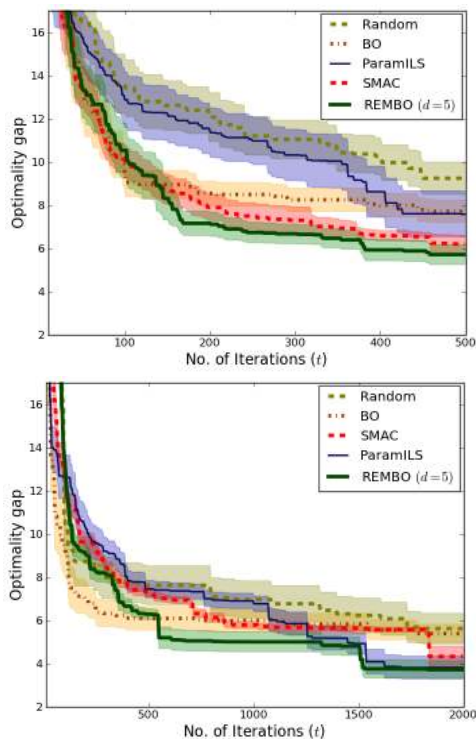 16
14
12
10
8
6
4
2
Optimality gap
Random
BO
ParamILS
SMAC
REMBO (d=5)
100
200
300
400
500
No. of Iterations (t)
16
14
12
10
8
6
4
2
Optimality gap
Random
BO
SMAC
ParamILS
REMBO (d=5)
500
1000
1500
2000
No. of Iterations (t)